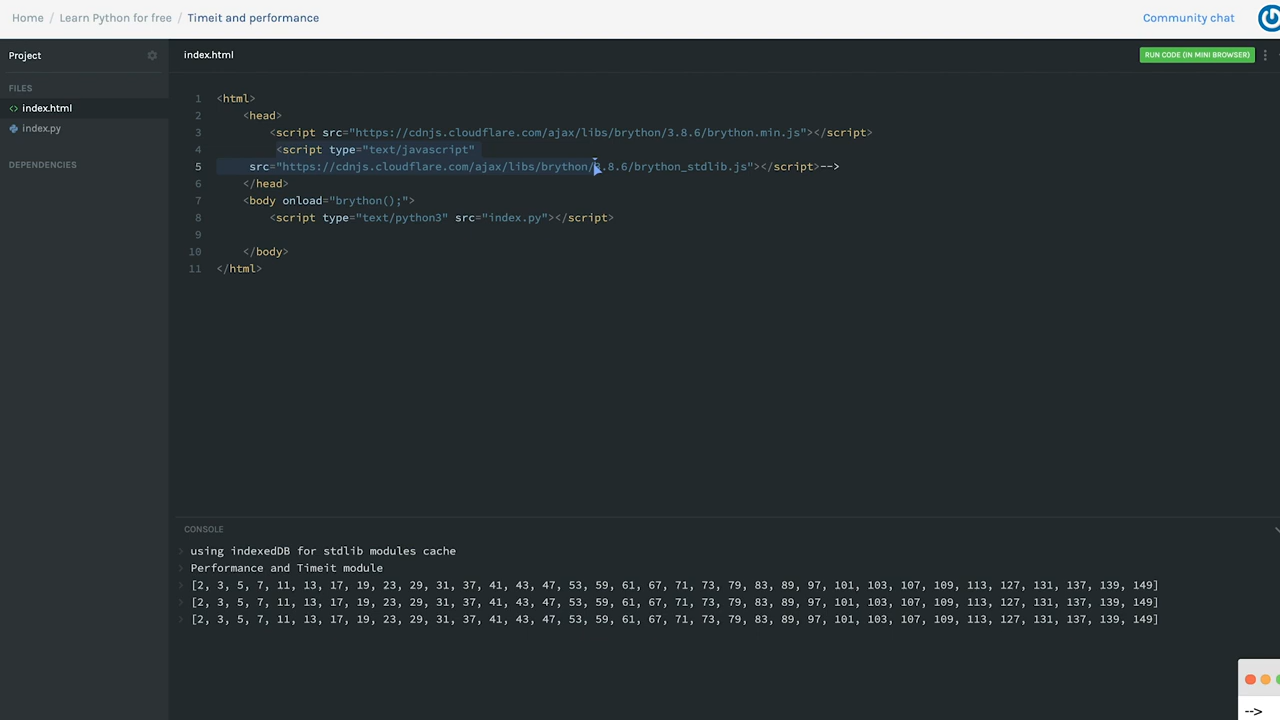 Home / Learn Python for free / Timeit and performance
Community chat
Project
index.html
RUN CODE (IN MINI BROWSER)
FILES
index.html
index.py
DEPENDENCIES
1 <html>
2 <head>
3 <script src="https://cdnjs.cloudflare.com/ajax/libs/brython/3.8.6/brython.min.js"></script>
4 <script type="text/javascript"
5 src="https://cdnjs.cloudflare.com/ajax/libs/brython/3.8.6/brython_stdlib.js"></script>-->
6 </head>
7 <body onload="brython();">
8 <script type="text/python3" src="index.py"></script>
9
10 </body>
11 </html>
CONSOLE
using indexedDB for stdlib modules cache
Performance and Timeit module
[2, 3, 5, 7, 11, 13, 17, 19, 23, 29, 31, 37, 41, 43, 47, 53, 59, 61, 67, 71, 73, 79, 83, 89, 97, 101, 103, 107, 109, 113, 127, 131, 137, 139, 149]
[2, 3, 5, 7, 11, 13, 17, 19, 23, 29, 31, 37, 41, 43, 47, 53, 59, 61, 67, 71, 73, 79, 83, 89, 97, 101, 103, 107, 109, 113, 127, 131, 137, 139, 149]
[2, 3, 5, 7, 11, 13, 17, 19, 23, 29, 31, 37, 41, 43, 47, 53, 59, 61, 67, 71, 73, 79, 83, 89, 97, 101, 103, 107, 109, 113, 127, 131, 137, 139, 149]
-->